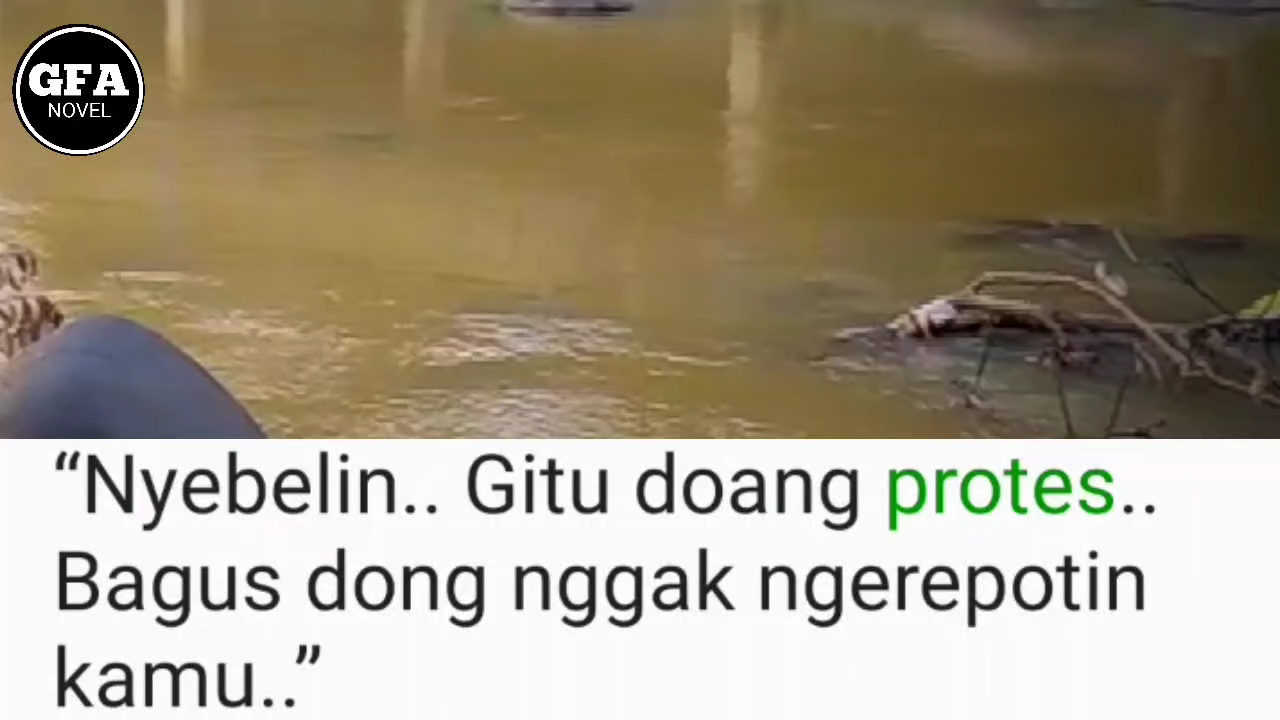 GFA
NOVEL
“Nyebelin.. Gitu doang protes..
Bagus dong nggak ngerepotin
kamu..”